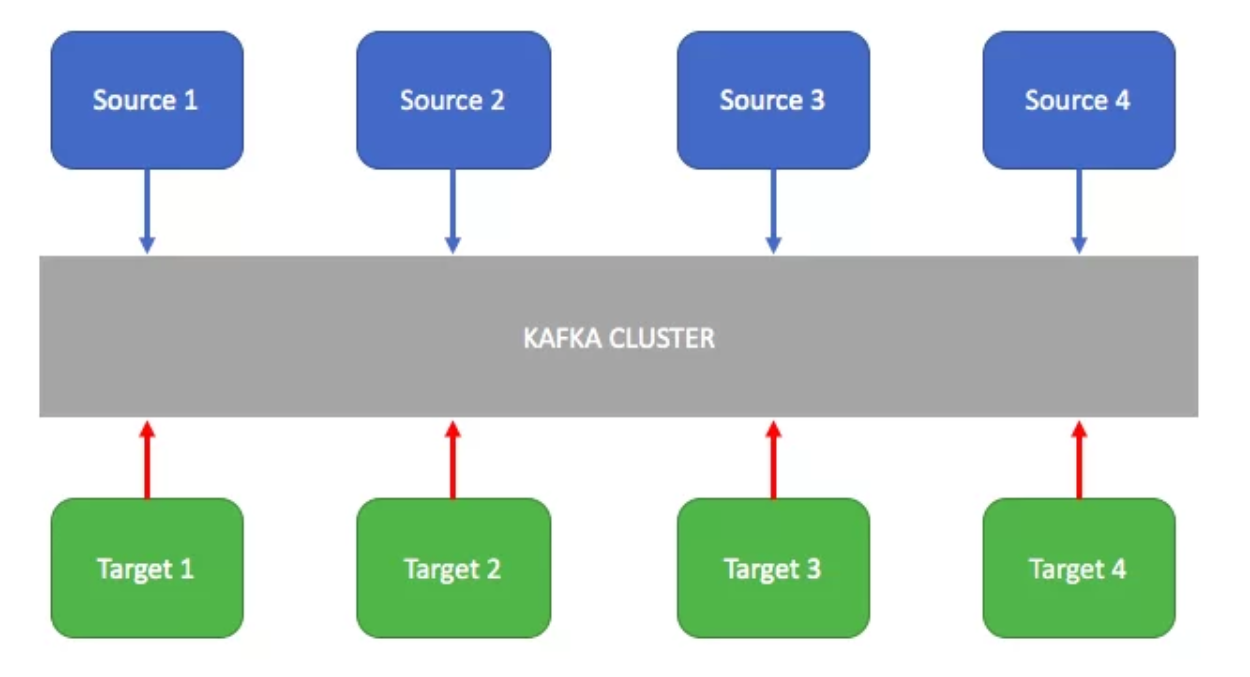 Source 1
Source 2
Source 3
Source 4
KAFKA CLUSTER
Target 1
Target 2
Target 3
Target 4